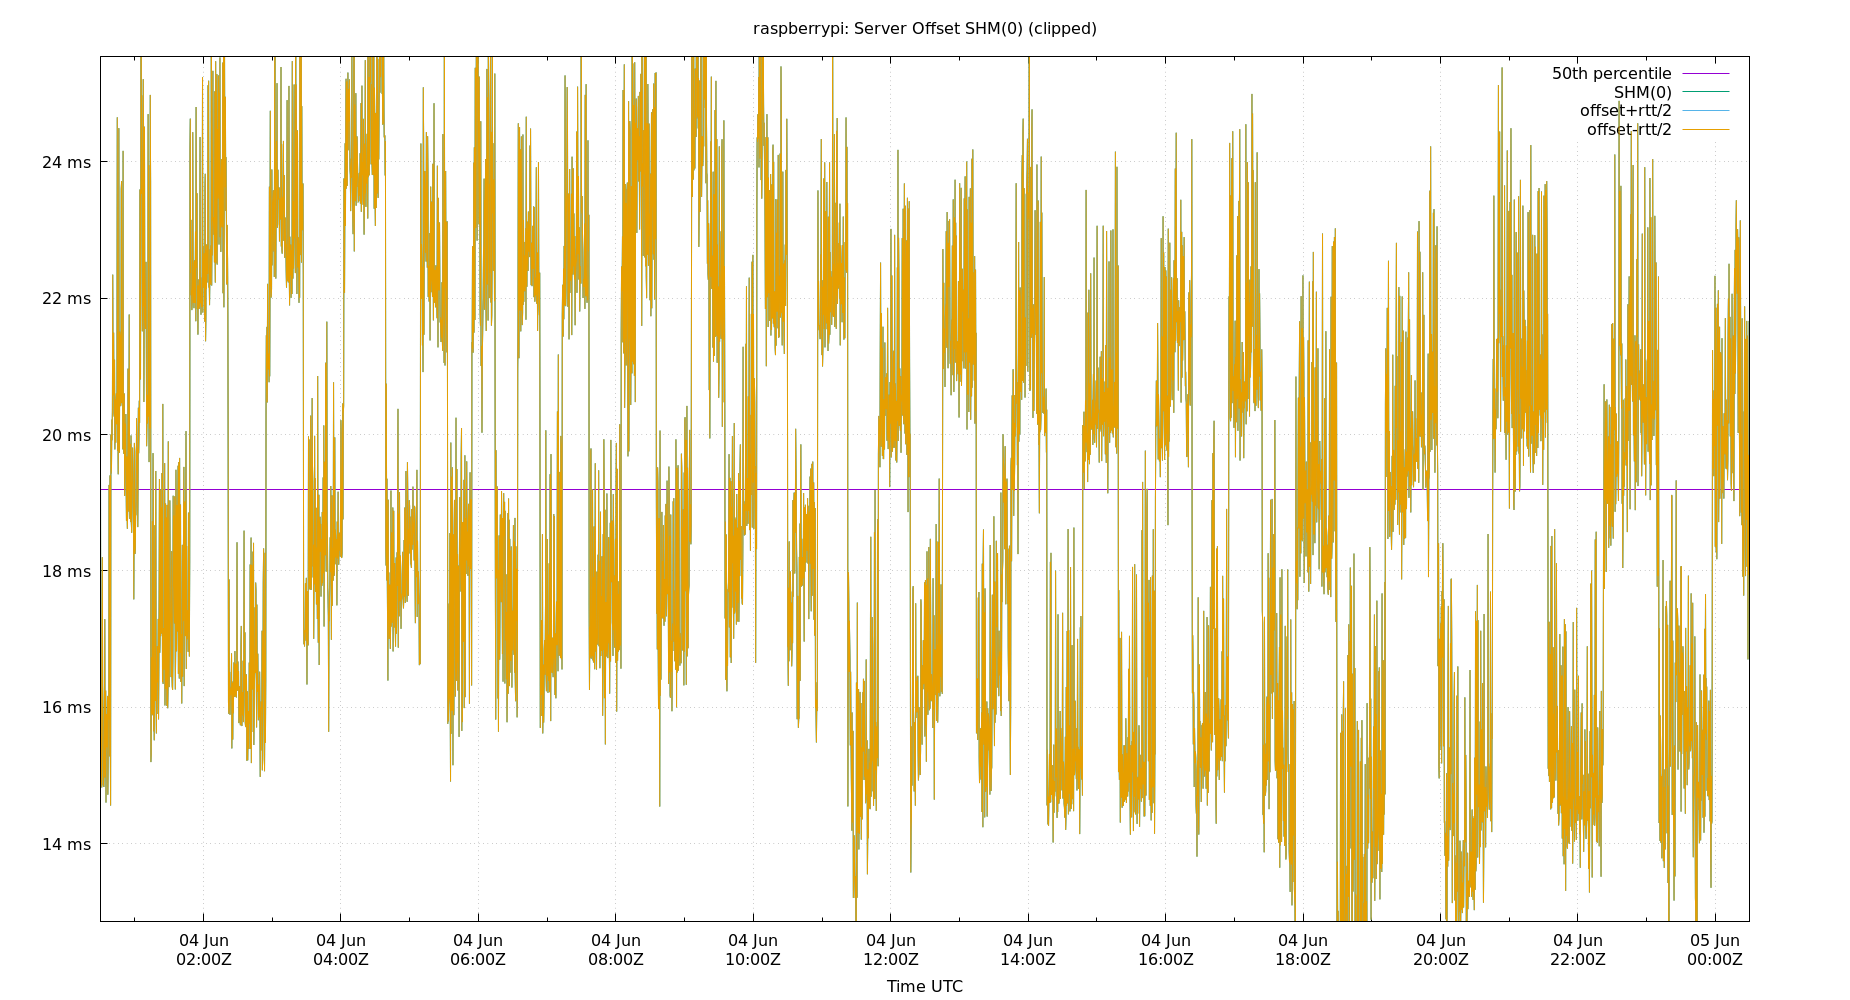 raspberrypi: Server Offset SHM(0) (clipped)
50th percentile
SHM(0)
offset+rtt/2
offset-rtt/2
24 ms
22 ms
20 ms
18 ms
16 ms
14 ms
04 Jun 04 Jun 04 Jun 04 Jun 04 Jun 04 Jun 04 Jun 04 Jun 04 Jun 04 Jun 04 Jun 05 Jun
02:00Z 04:00Z 06:00Z 08:00Z 10:00Z 12:00Z 14:00Z 16:00Z 18:00Z 20:00Z 22:00Z 00:00Z
Time UTC